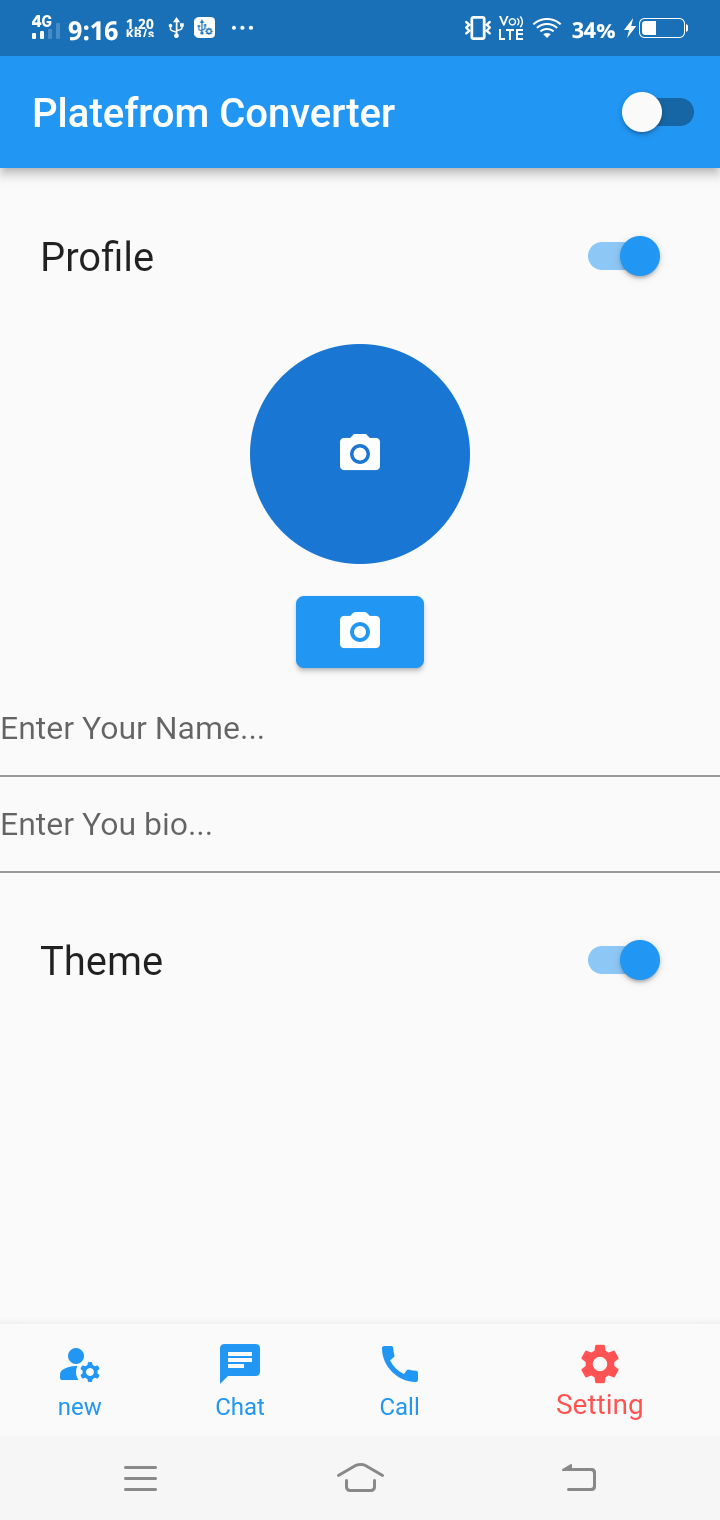 4G 9:16 1.20 KB/s Vo) LTE 34%
Platefrom Converter
Profile
Enter Your Name...
Enter You bio...
Theme
new Chat Call Setting